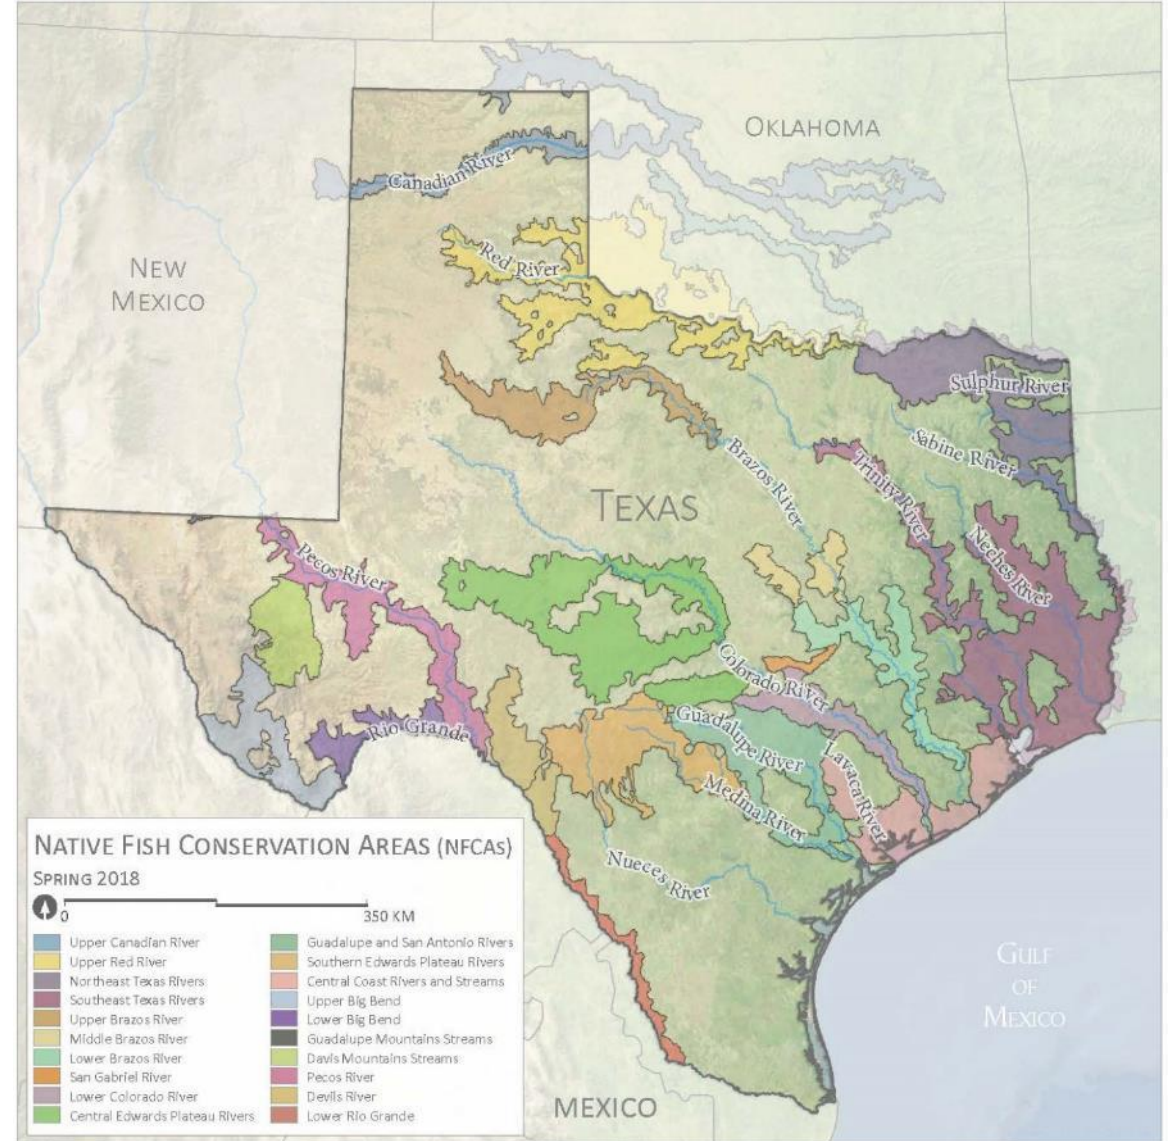 OKLAHOMA
Canadian River
NEW
MEXICO
Red River
Sulphur River
Sabine River
Brazos River
Trinity River
TEXAS
Neches River
Pecos River
Colorado River
Rio Grande
Guadalupe River
Lavaca River
Medina River
Nueces River
NATIVE FISH CONSERVATION AREAS (NFCAS)
SPRING 2018
0 350 KM
Upper Canadian River
Upper Red River
Northeast Texas Rivers
Southeast Texas Rivers
Upper Brazos River
Middle Brazos River
Lower Brazos River
San Gabriel River
Lower Colorado River
Central Edwards Plateau Rivers
Guadalupe and San Antonio Rivers
Southern Edwards Plateau Rivers
Central Coast Rivers and Streams
Upper Big Bend
Lower Big Bend
Guadalupe Mountains Streams
Davis Mountains Streams
Pecos River
Devils River
Lower Rio Grande
GULF
OF
MEXICO
MEXICO